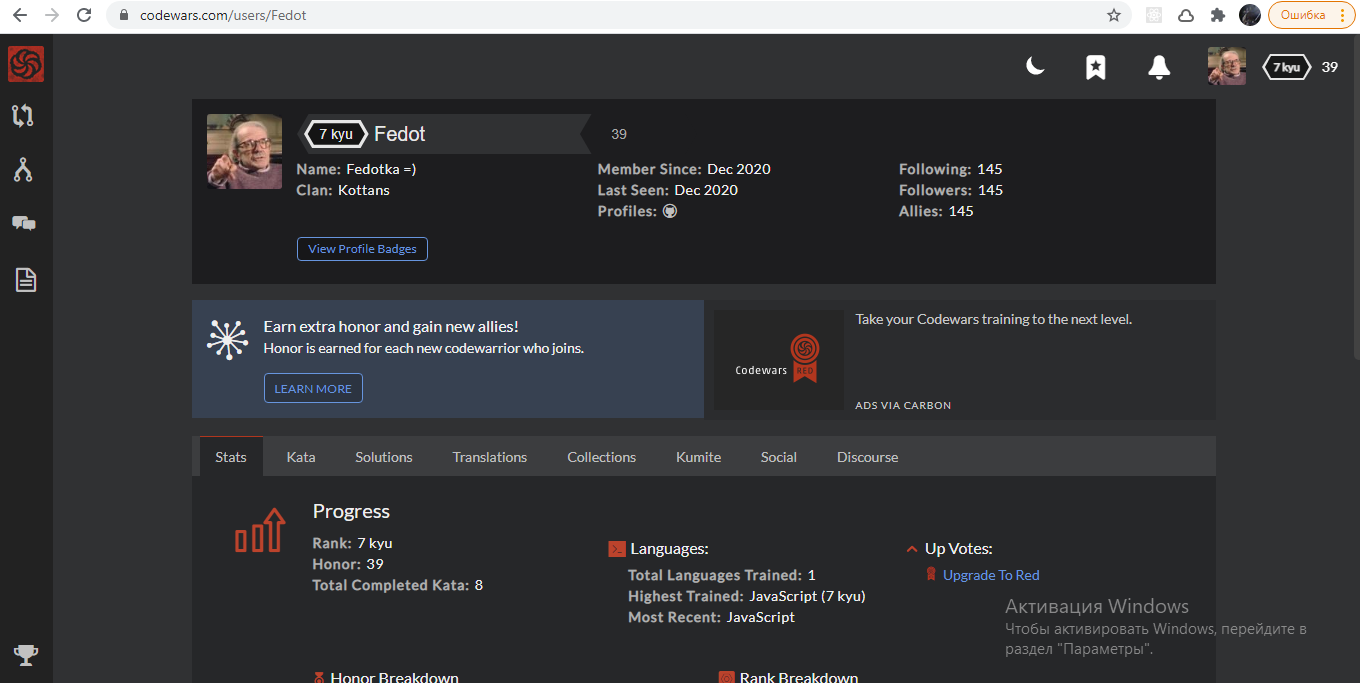 codewars.com/users/Fedot
Ошибка
7 kyu 39
7 kyu Fedot 39
Name: Fedotka =)
Clan: Kottans
Member Since: Dec 2020
Last Seen: Dec 2020
Profiles:
Following: 145
Followers: 145
Allies: 145
View Profile Badges
Earn extra honor and gain new allies!
Honor is earned for each new codewarrior who joins.
LEARN MORE
Codewars RED
Take your Codewars training to the next level.
ADS VIA CARBON
Stats Kata Solutions Translations Collections Kumite Social Discourse
Progress
Rank: 7 kyu
Honor: 39
Total Completed Kata: 8
Languages:
Total Languages Trained: 1
Highest Trained: JavaScript (7 kyu)
Most Recent: JavaScript
Up Votes:
Upgrade To Red
Активация Windows
Чтобы активировать Windows, перейдите в
раздел "Параметры".
Honor Breakdown
Rank Breakdown